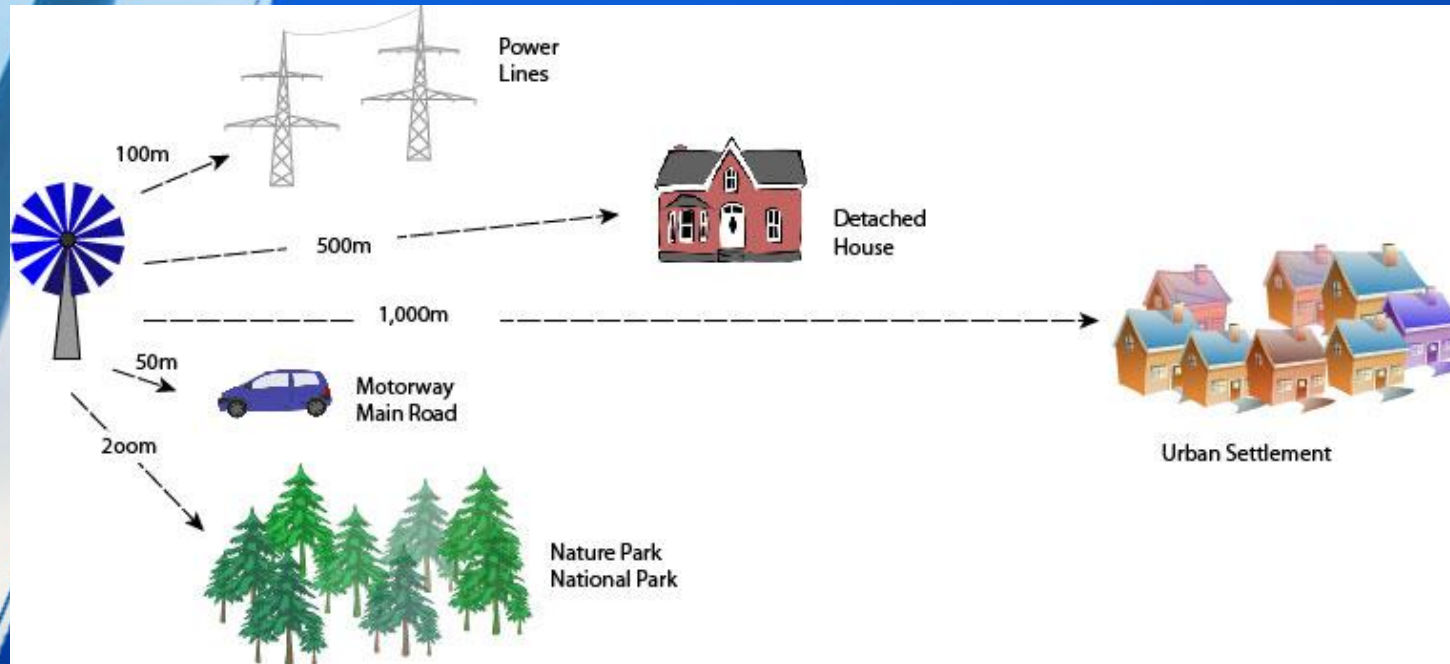 Power
Lines
100m
500m
Detached
House
1,000m
50m
Motorway
Main Road
2oom
Urban Settlement
Nature Park
National Park